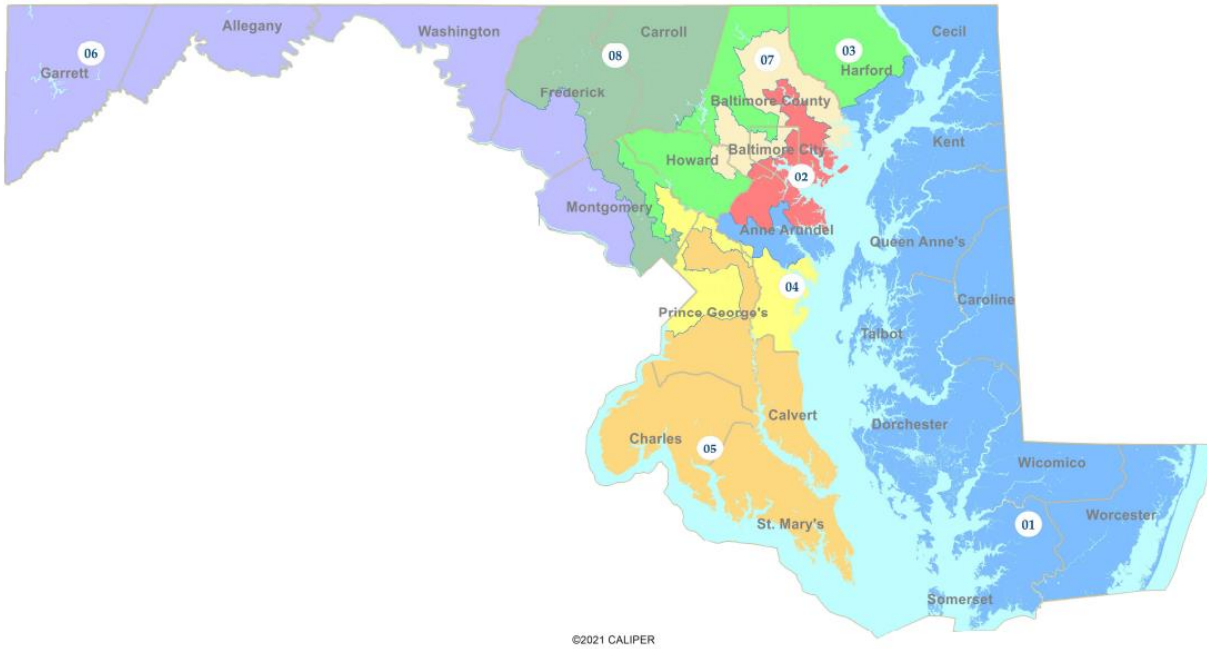 Allegany
Washington
Carroll
Cecil
06
08
07
03
Garrett
Harford
Frederick
Baltimore County
Kent
Howard
Baltimore City
02
Montgomery
Anne Arundel
Queen Anne's
04
Caroline
Prince George's
Talbot
Calvert
Dorchester
Charles
05
Wicomico
St. Mary's
01
Worcester
Somerset
©2021 CALIPER